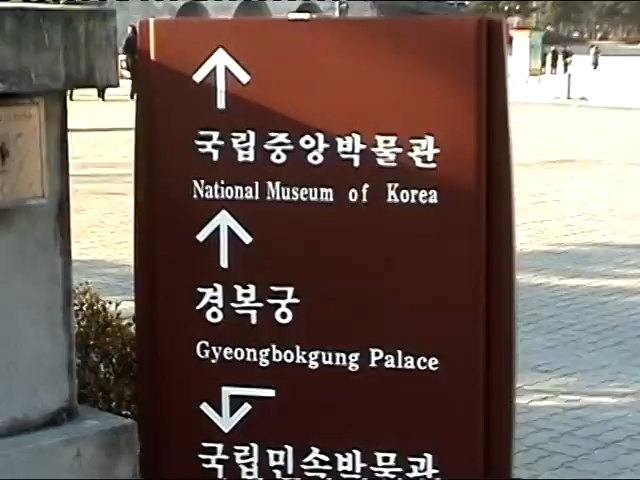 국립중앙박물관
National Museum of Korea
경복궁
Gyeongbokgung Palace
국립민속박물관